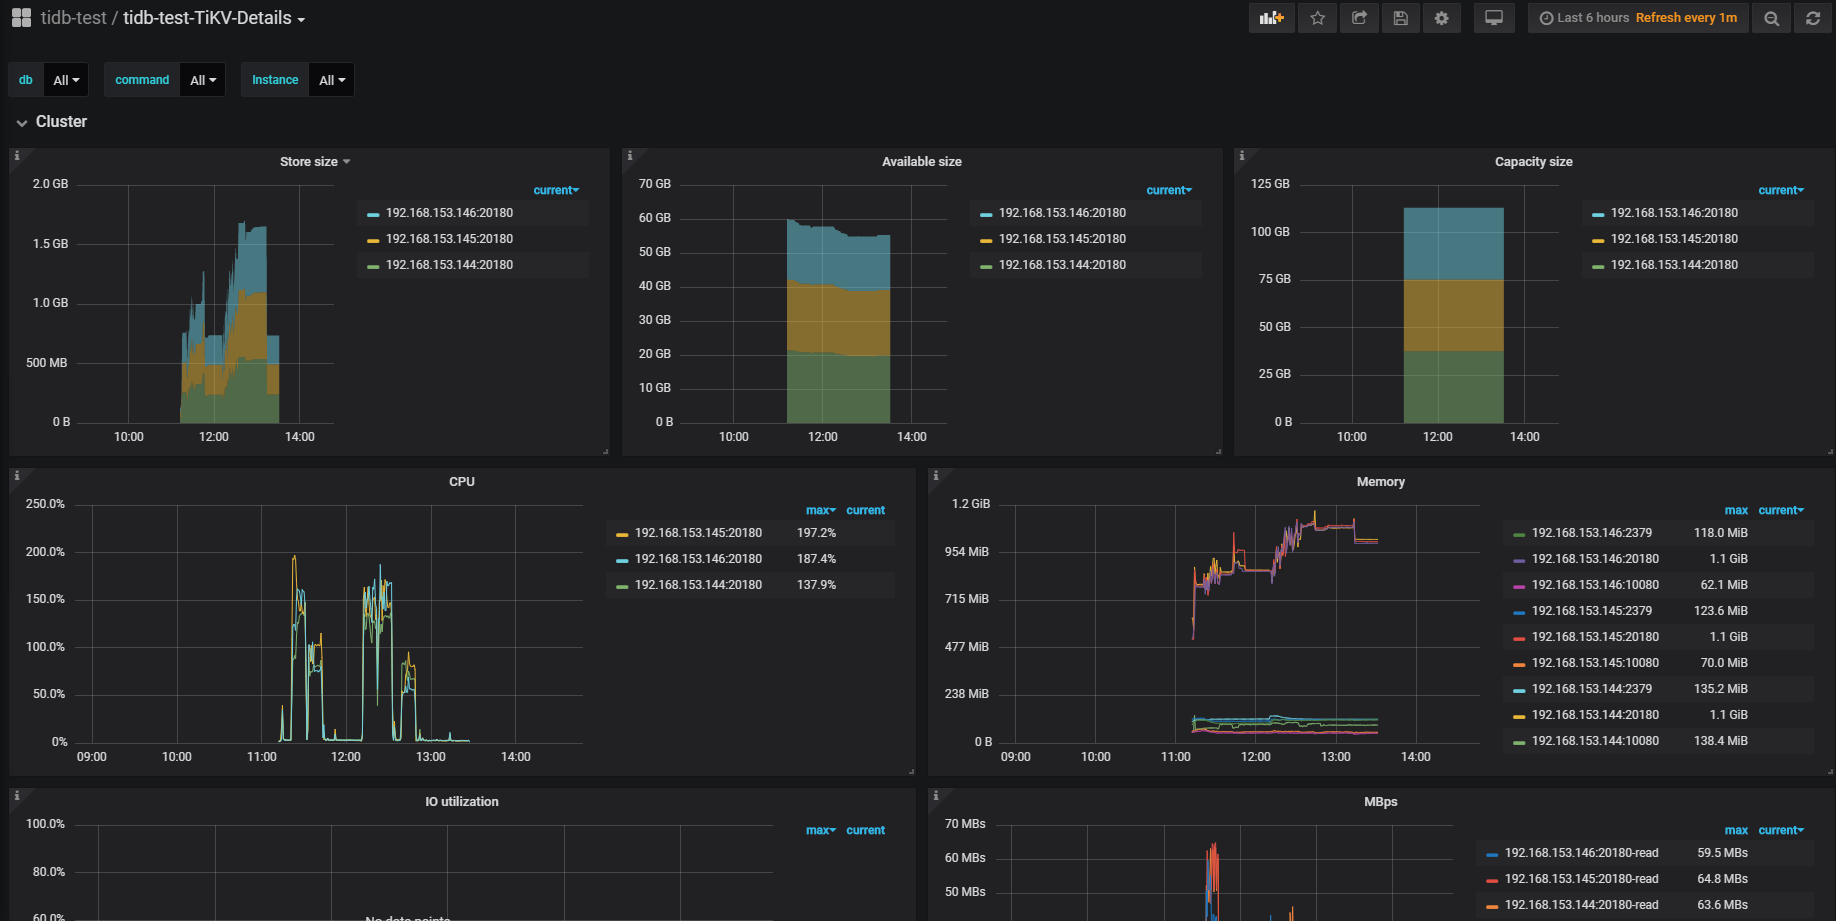 tidb-test / tidb-test-TiKV-Details
Last 6 hours Refresh every 1m
db All command All Instance All
Cluster
Store size
2.0 GB
1.5 GB
1.0 GB
500 MB
0 B
10:00 12:00 14:00
current
192.168.153.146:20180
192.168.153.145:20180
192.168.153.144:20180
Available size
70 GB
60 GB
50 GB
40 GB
30 GB
20 GB
10 GB
0 B
10:00 12:00 14:00
current
192.168.153.146:20180
192.168.153.145:20180
192.168.153.144:20180
Capacity size
125 GB
100 GB
75 GB
50 GB
25 GB
0 B
10:00 12:00 14:00
current
192.168.153.146:20180
192.168.153.145:20180
192.168.153.144:20180
CPU
250.0%
200.0%
150.0%
100.0%
50.0%
0%
09:00 10:00 11:00 12:00 13:00 14:00
max current
192.168.153.145:20180 197.2%
192.168.153.146:20180 187.4%
192.168.153.144:20180 137.9%
Memory
1.2 GiB
954 MiB
715 MiB
477 MiB
238 MiB
0 B
09:00 10:00 11:00 12:00 13:00 14:00
max current
192.168.153.146:2379 118.0 MiB
192.168.153.146:20180 1.1 GiB
192.168.153.146:10080 62.1 MiB
192.168.153.145:2379 123.6 MiB
192.168.153.145:20180 1.1 GiB
192.168.153.145:10080 70.0 MiB
192.168.153.144:2379 135.2 MiB
192.168.153.144:20180 1.1 GiB
192.168.153.144:10080 138.4 MiB
IO utilization
100.0%
80.0%
60.0%
No data points
max current
MBps
70 MBs
60 MBs
50 MBs
max current
192.168.153.146:20180-read 59.5 MBs
192.168.153.145:20180-read 64.8 MBs
192.168.153.144:20180-read 63.6 MBs